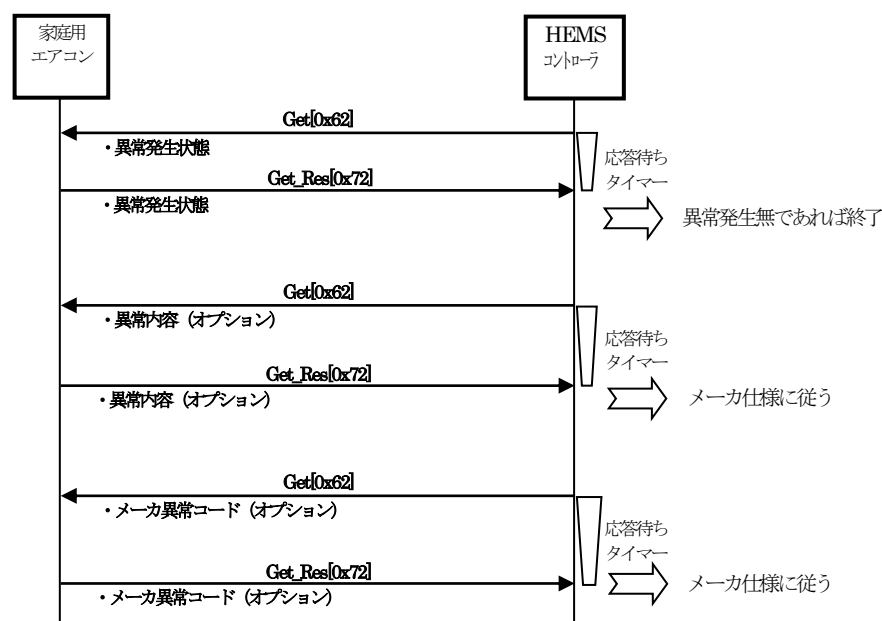 家庭用
エアコン
HEMS
コントローラ
Get[0x62]
・異常発生状態
応答待ち
タイマー
Get_Res[0x72]
・異常発生状態
異常発生無であれば終了
Get[0x62]
・異常内容（オプション）
応答待ち
タイマー
Get_Res[0x72]
・異常内容（オプション）
メーカ仕様に従う
Get[0x62]
・メーカ異常コード（オプション）
応答待ち
タイマー
Get_Res[0x72]
・メーカ異常コード（オプション）
メーカ仕様に従う